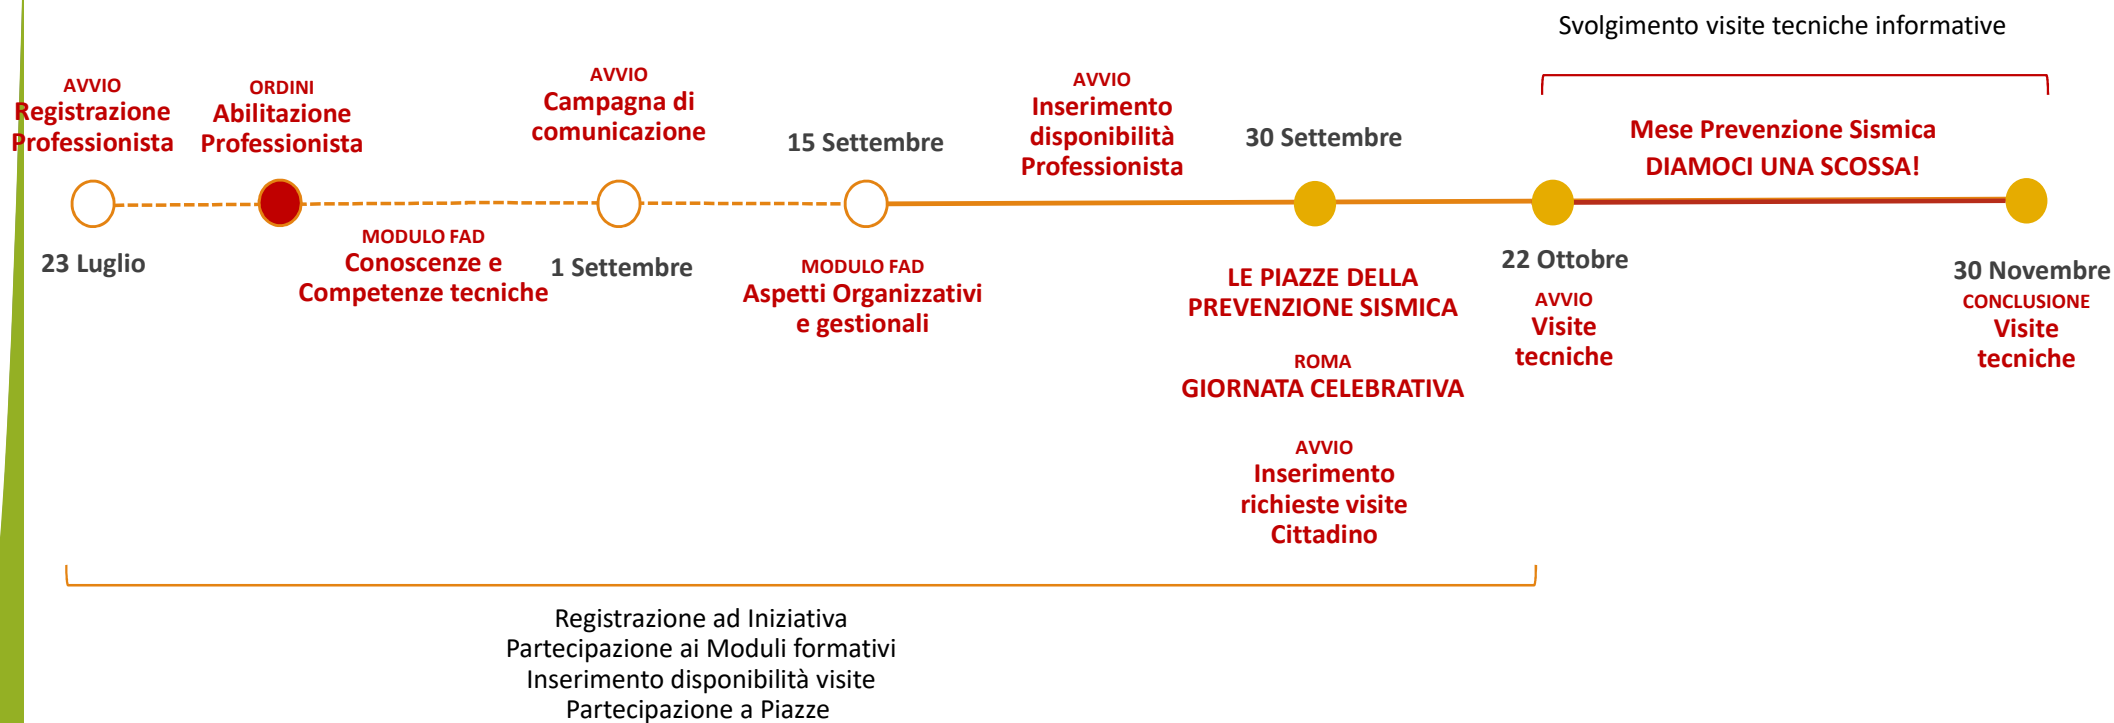 Svolgimento visite tecniche informative
AVVIO
Registrazione
Professionista
ORDINI
Abilitazione
Professionista
AVVIO
Campagna di
comunicazione
15 Settembre
AVVIO
Inserimento
disponibilità
Professionista
30 Settembre
Mese Prevenzione Sismica
DIAMOCI UNA SCOSSA!
23 Luglio
MODULO FAD
Conoscenze e
Competenze tecniche
1 Settembre
MODULO FAD
Aspetti Organizzativi
e gestionali
LE PIAZZE DELLA
PREVENZIONE SISMICA
ROMA
GIORNATA CELEBRATIVA
AVVIO
Inserimento
richieste visite
Cittadino
22 Ottobre
AVVIO
Visite
tecniche
30 Novembre
CONCLUSIONE
Visite
tecniche
Registrazione ad Iniziativa
Partecipazione ai Moduli formativi
Inserimento disponibilità visite
Partecipazione a Piazze